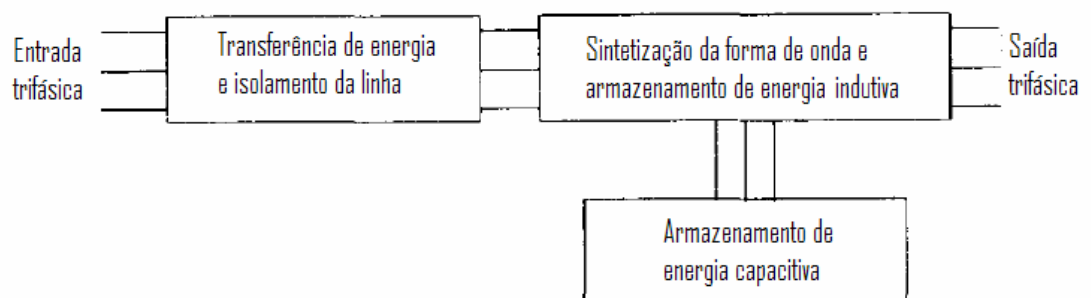 Entrada
trifásica
Transferência de energia
e isolamento da linha
Sintetização da forma de onda e
armazenamento de energia indutiva
Saída
trifásica
Armazenamento de
energia capacitiva